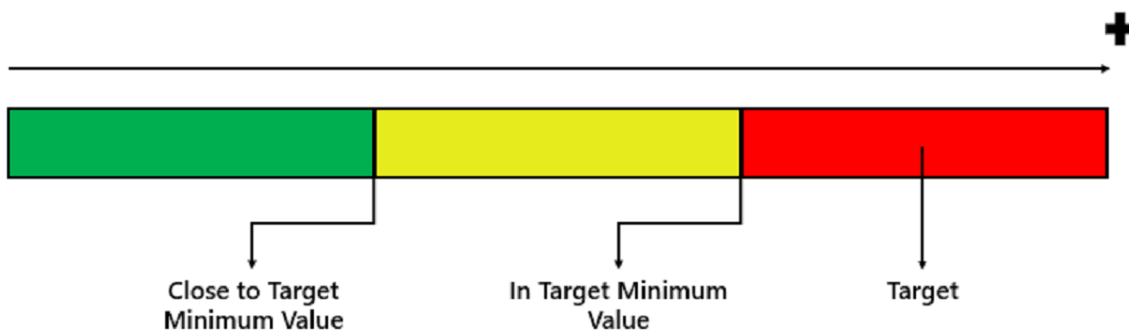 Close to Target
Minimum Value
In Target Minimum
Value
Target